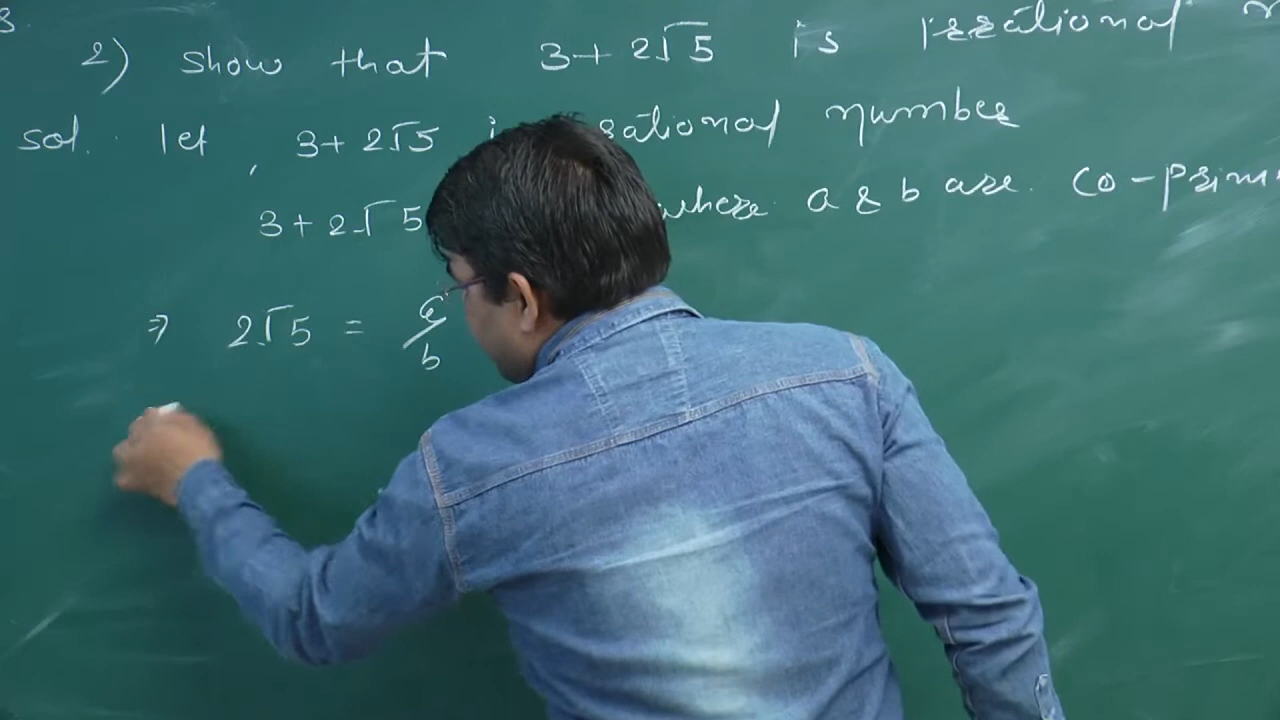 2) Show that 3+2√5 is irrational
Sol. let, 3+2√5 is rational number
3+2√5 where a & b are co-prime
⇒ 2√5 = a/b